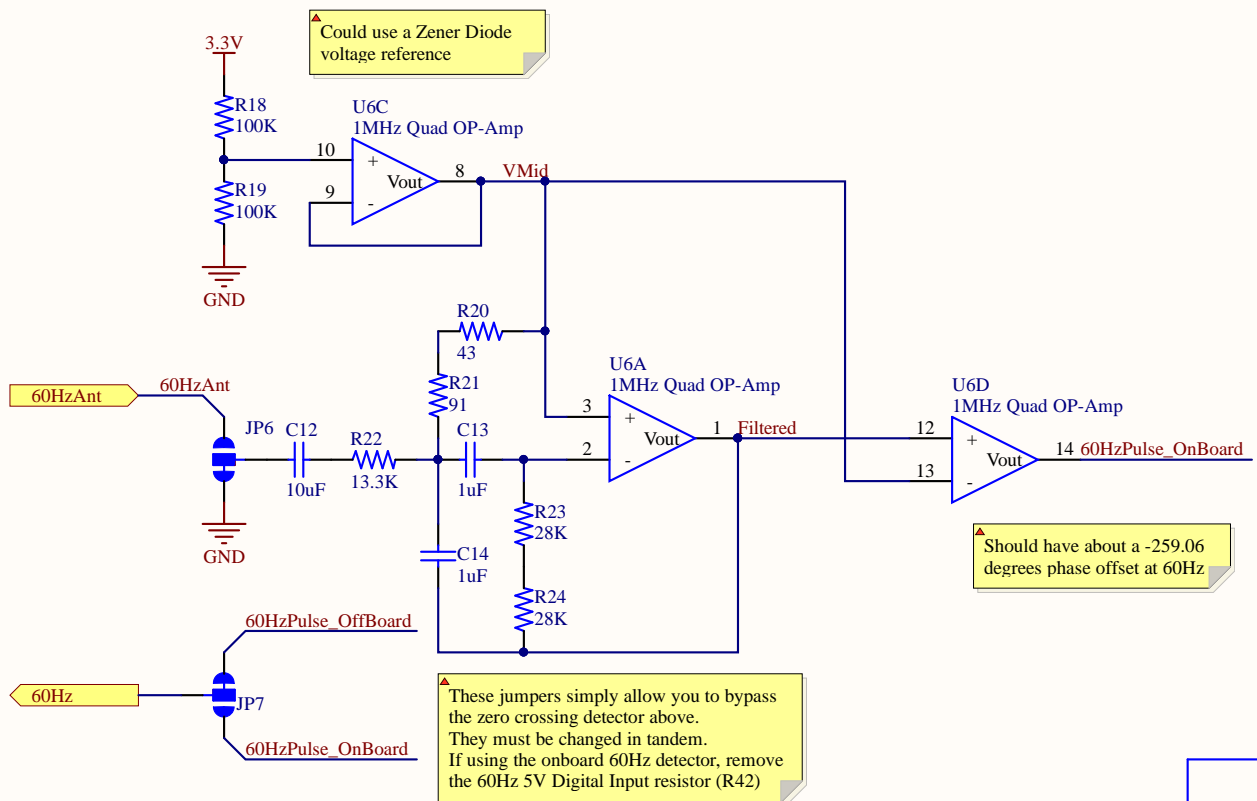 Could use a Zener Diode
voltage reference
3.3V
R18
100K
R19
100K
GND
U6C
1MHz Quad OP-Amp
10
+
9
-
Vout
8
VMid
R20
43
R21
91
60HzAnt
60HzAnt
JP6
C12
10uF
R22
13.3K
C13
1uF
GND
U6A
1MHz Quad OP-Amp
3
+
2
-
Vout
1
Filtered
U6D
1MHz Quad OP-Amp
12
+
13
-
Vout
14
60HzPulse_OnBoard
R23
28K
C14
1uF
R24
28K
Should have about a -259.06
degrees phase offset at 60Hz
60HzPulse_OffBoard
60Hz
JP7
60HzPulse_OnBoard
These jumpers simply allow you to bypass
the zero crossing detector above.
They must be changed in tandem.
If using the onboard 60Hz detector, remove
the 60Hz 5V Digital Input resistor (R42)